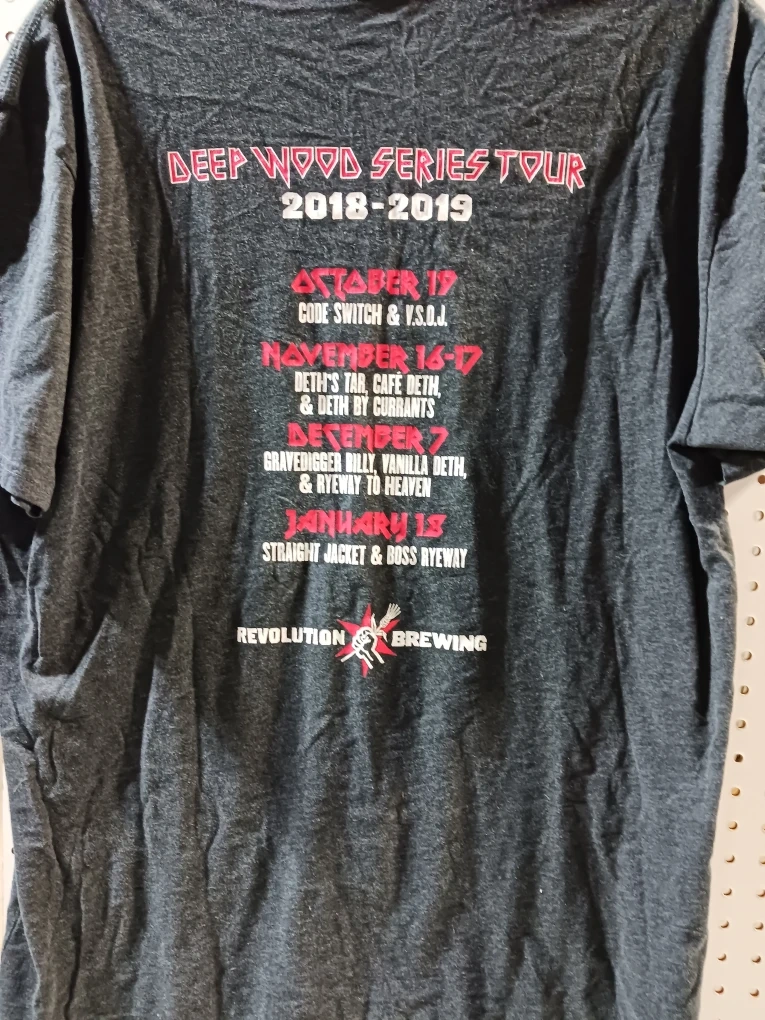 DEEP WOOD SERIES TOUR
2018-2019
OCTOBER 19
CODE SWITCH & V.S.O.J.
NOVEMBER 16-17
DETH'S TAR, CAFÉ DETH,
& DETH BY CURRANTS
DECEMBER 7
GRAVEDIGGER BILLY, VANILLA DETH,
& RYEWAY TO HEAVEN
JANUARY 18
STRAIGHT JACKET & BOSS RYEWAY
REVOLUTION BREWING